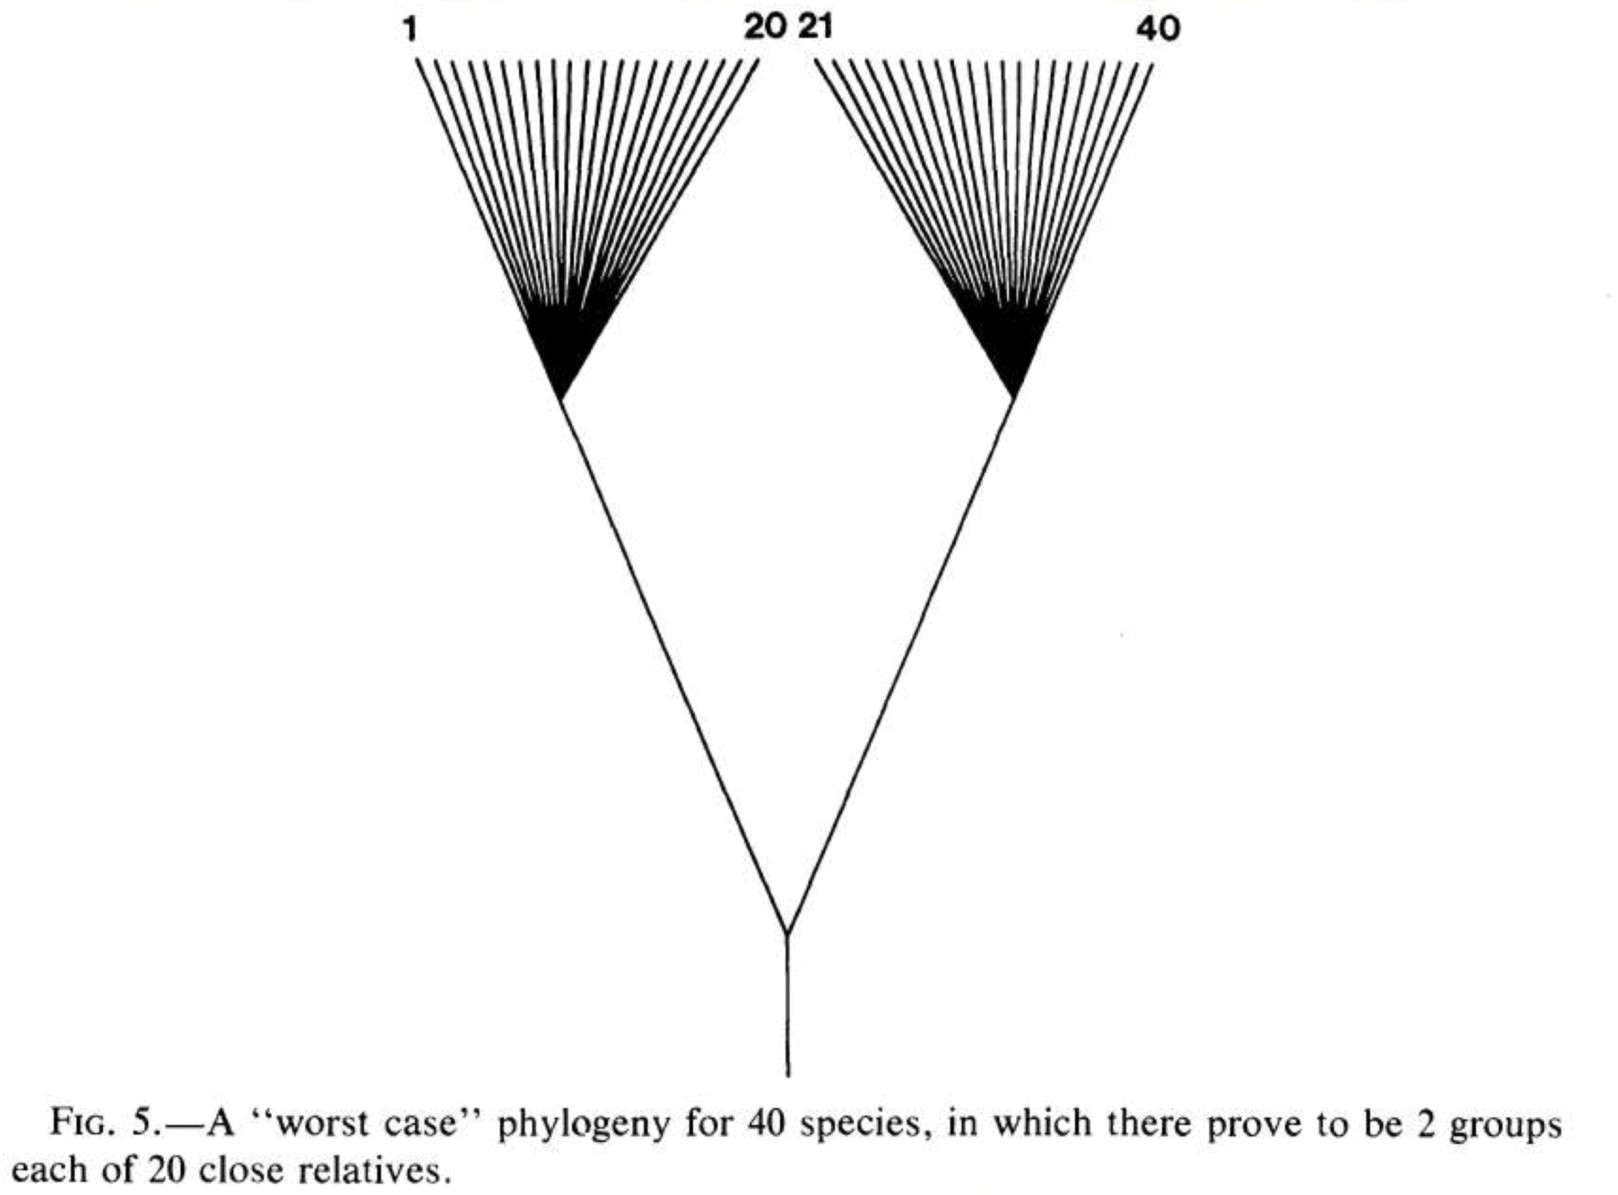 1 20 21 40
FIG. 5.—A “worst case” phylogeny for 40 species, in which there prove to be 2 groups
each of 20 close relatives.